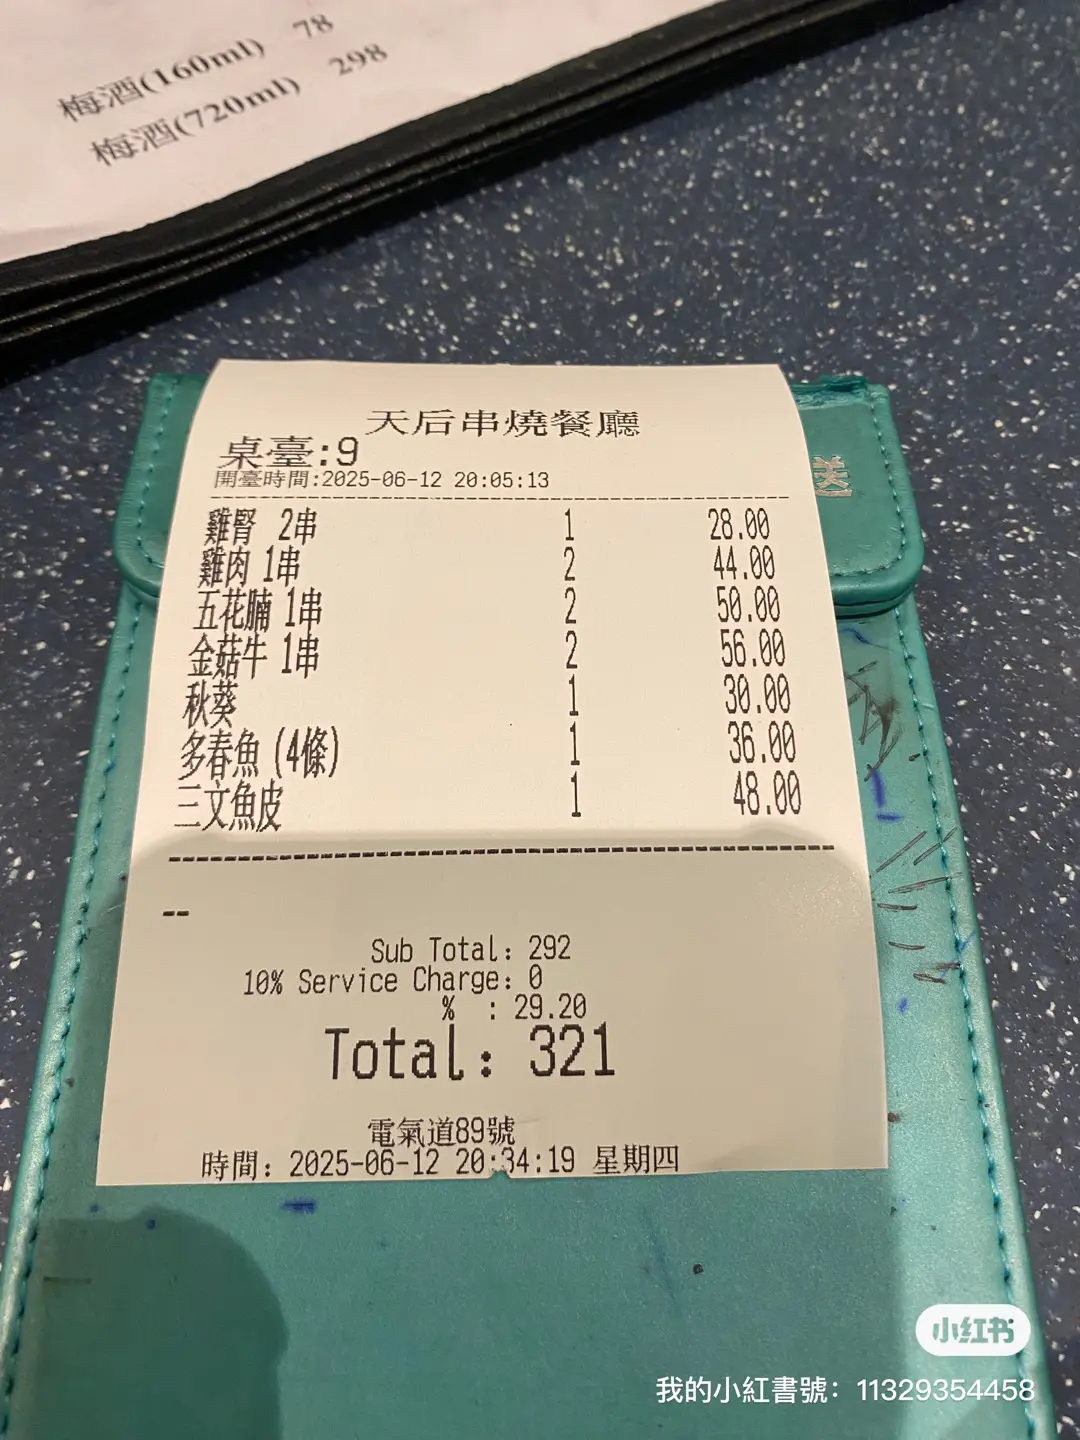 梅酒(160ml) 78
梅酒(720ml) 298
送
天后串燒餐廳
桌臺:9
開臺時間:2025-06-12 20:05:13
雞腎 2串 1 28.00
雞肉 1串 2 44.00
五花腩 1串 2 50.00
金菇牛 1串 2 56.00
秋葵 1 30.00
多春魚 (4條) 1 36.00
三文魚皮 1 48.00
--
Sub Total: 292
10% Service Charge: 0
% : 29.20
Total: 321
電氣道89號
時間: 2025-06-12 20:34:19 星期四
小红书
我的小紅書號: 11329354458